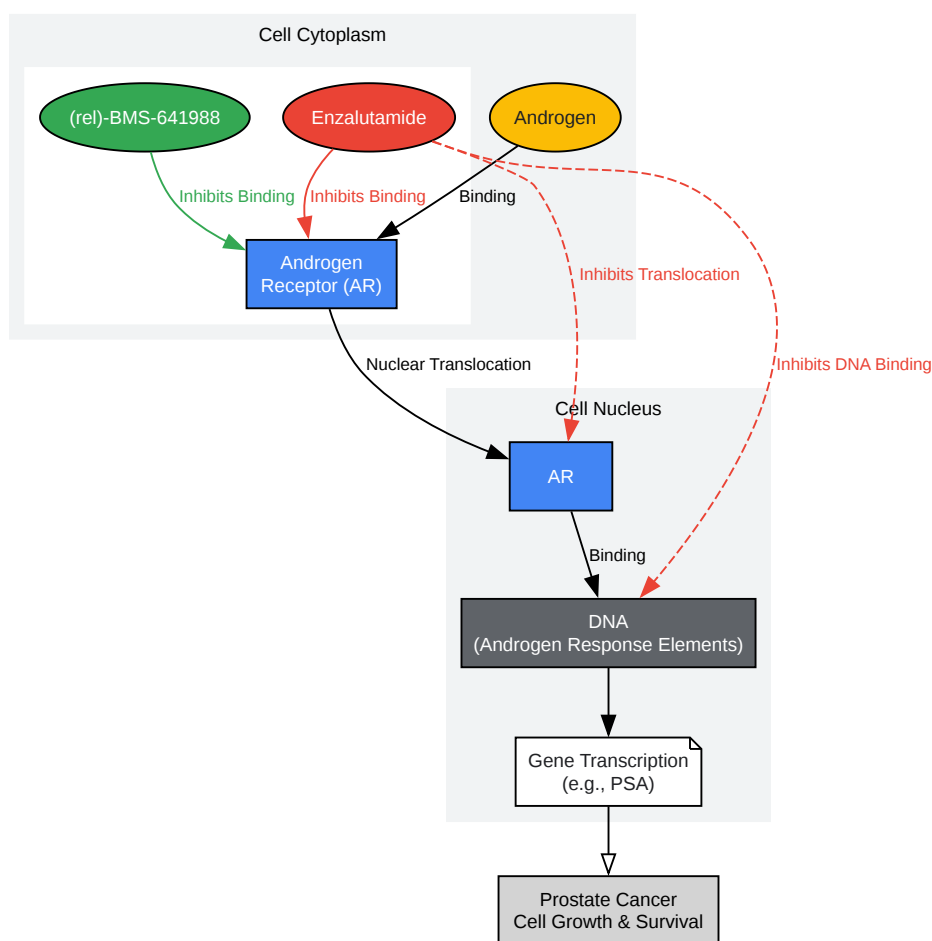 Cell Cytoplasm
(rel)-BMS-641988
Enzalutamide
Androgen
Inhibits Binding
Inhibits Binding
Binding
Androgen
Receptor (AR)
Inhibits Translocation
Nuclear Translocation
Inhibits DNA Binding
Cell Nucleus
AR
Binding
DNA
(Androgen Response Elements)
Gene Transcription
(e.g., PSA)
Prostate Cancer
Cell Growth & Survival